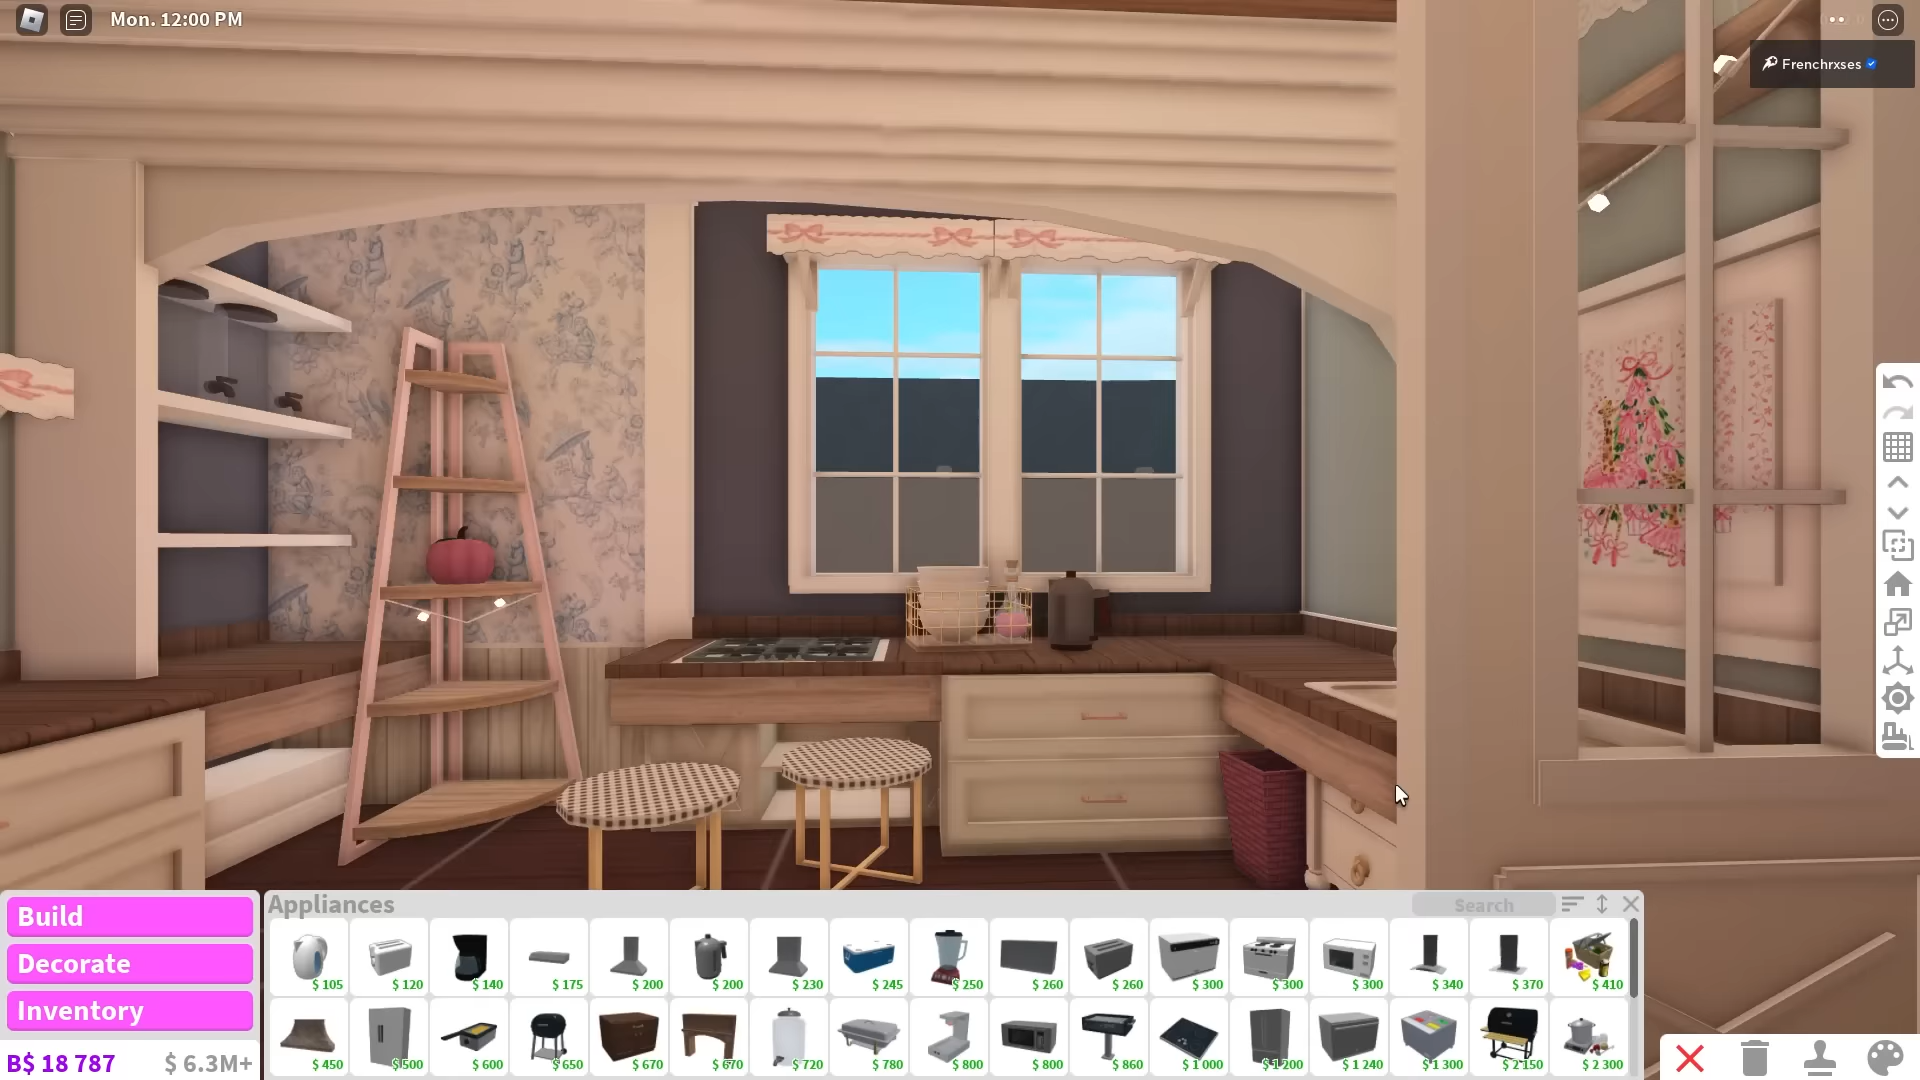 Mon. 12:00 PM
Frenchrxses
Build
Decorate
Inventory
B$ 18 787 $ 6.3M+
Appliances
Search
$ 105 $ 120 $ 140 $ 175 $ 200 $ 200 $ 230 $ 245 $ 250 $ 260 $ 260 $ 300 $ 300 $ 300 $ 340 $ 370 $ 410
$ 450 $ 500 $ 600 $ 650 $ 670 $ 670 $ 720 $ 780 $ 800 $ 800 $ 860 $ 1 000 $ 1 200 $ 1 240 $ 1 300 $ 2 150 $ 2 300